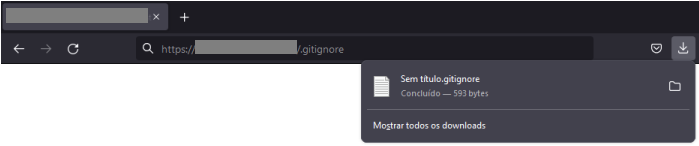 https://
/.gitignore
Sem título.gitignore
Concluído — 593 bytes
Mostrar todos os downloads